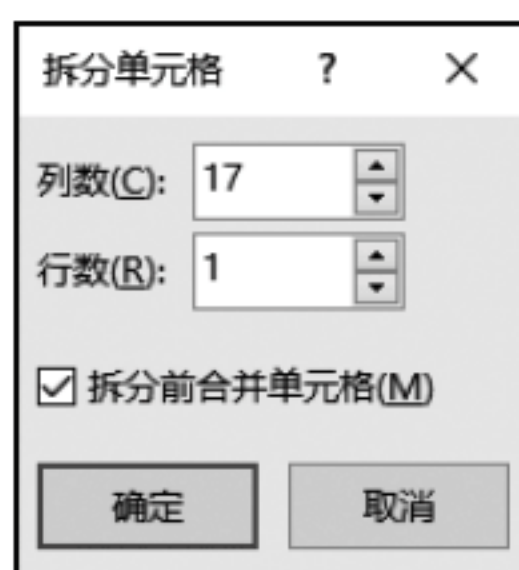 拆分单元格 ? ×
列数(C): 17
行数(R): 1
拆分前合并单元格(M)
确定 取消